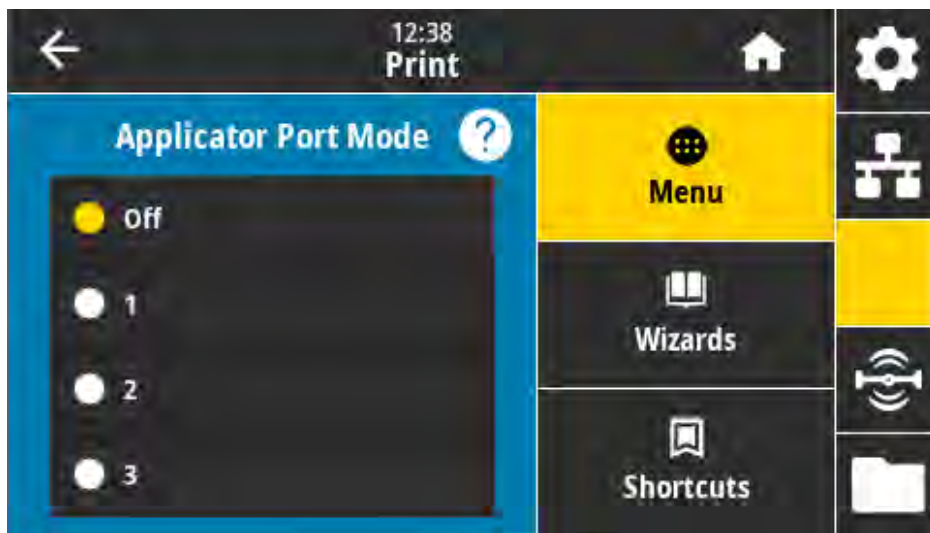 12:38
Print
Applicator Port Mode ?
Off
1
2
3
Menu
Wizards
Shortcuts